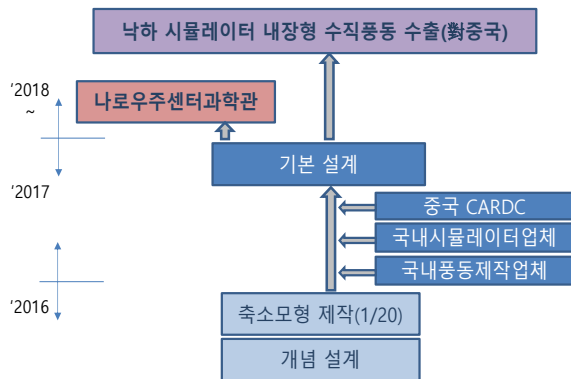 낙하 시뮬레이터 내장형 수직풍동 수출(對중국)
‘2018
~
나로우주센터과학관
기본 설계
‘2017
중국 CARDC
국내시뮬레이터업체
국내풍동제작업체
‘2016
축소모형 제작(1/20)
개념 설계